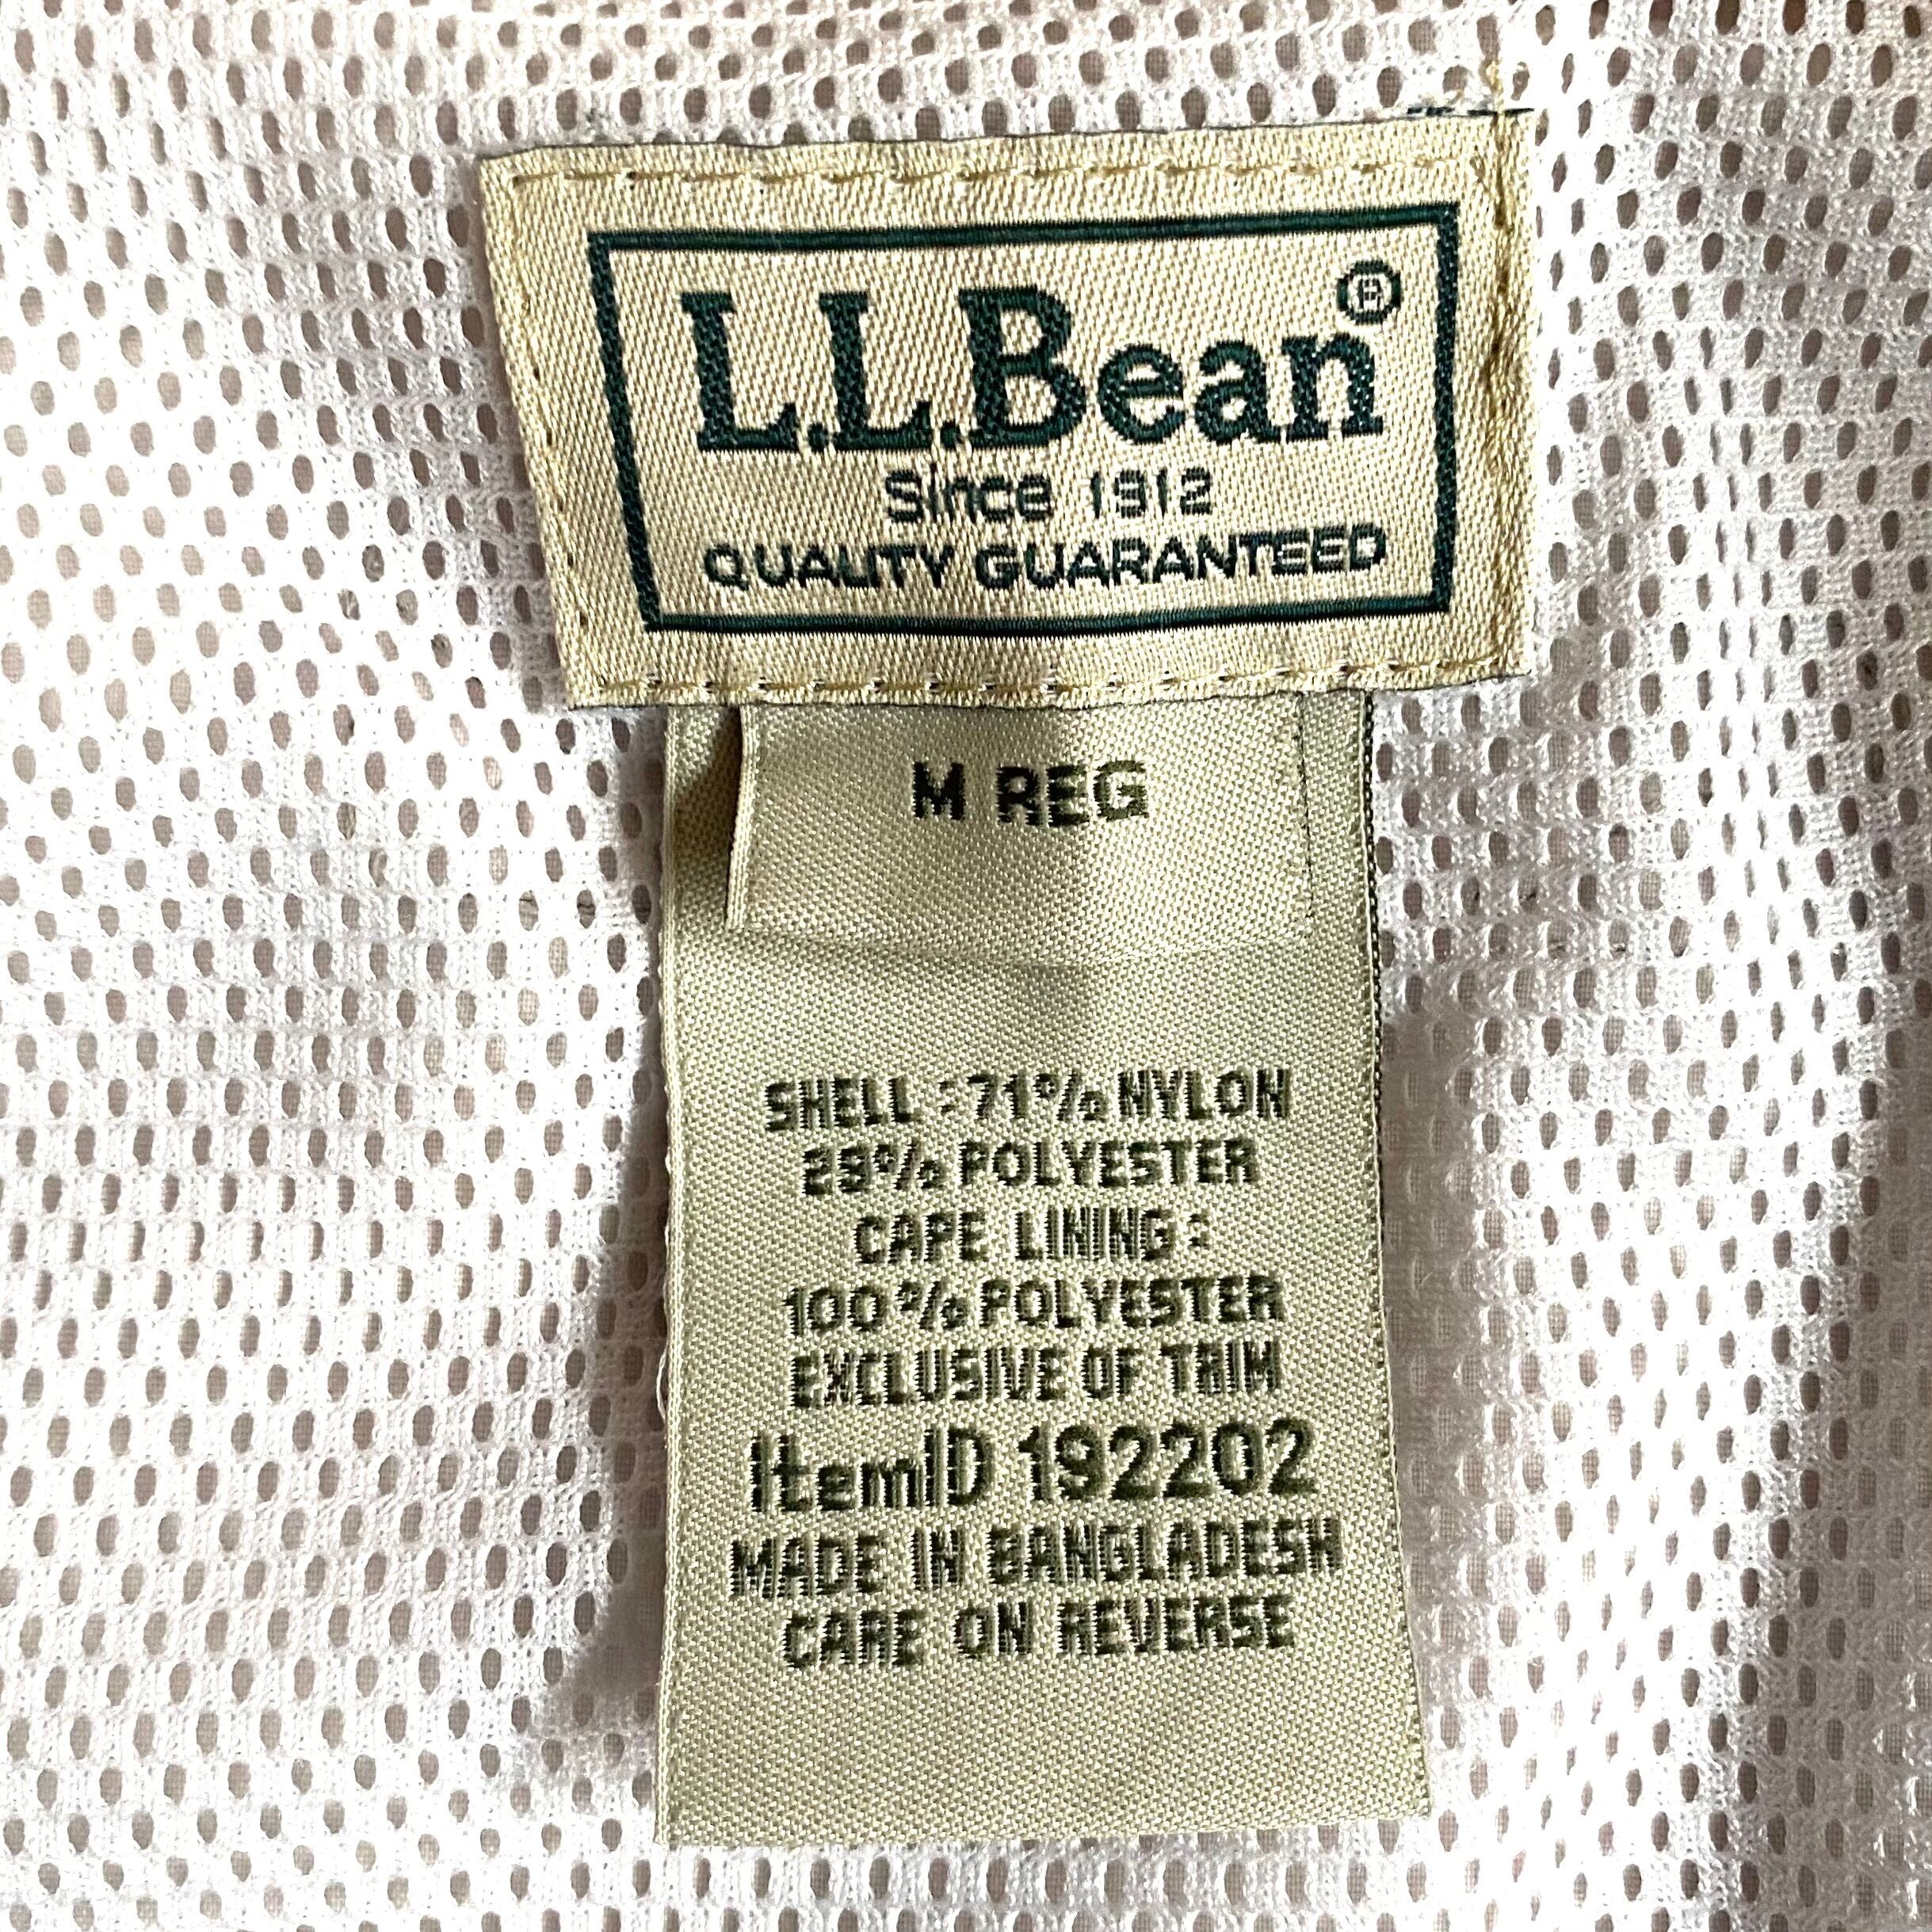 L.L.Bean®
Since 1912
QUALITY GUARANTEED
M REG
SHELL : 71% NYLON
29% POLYESTER
CAPE LINING :
100% POLYESTER
EXCLUSIVE OF TRIM
ItemID 192202
MADE IN BANGLADESH
CARE ON REVERSE